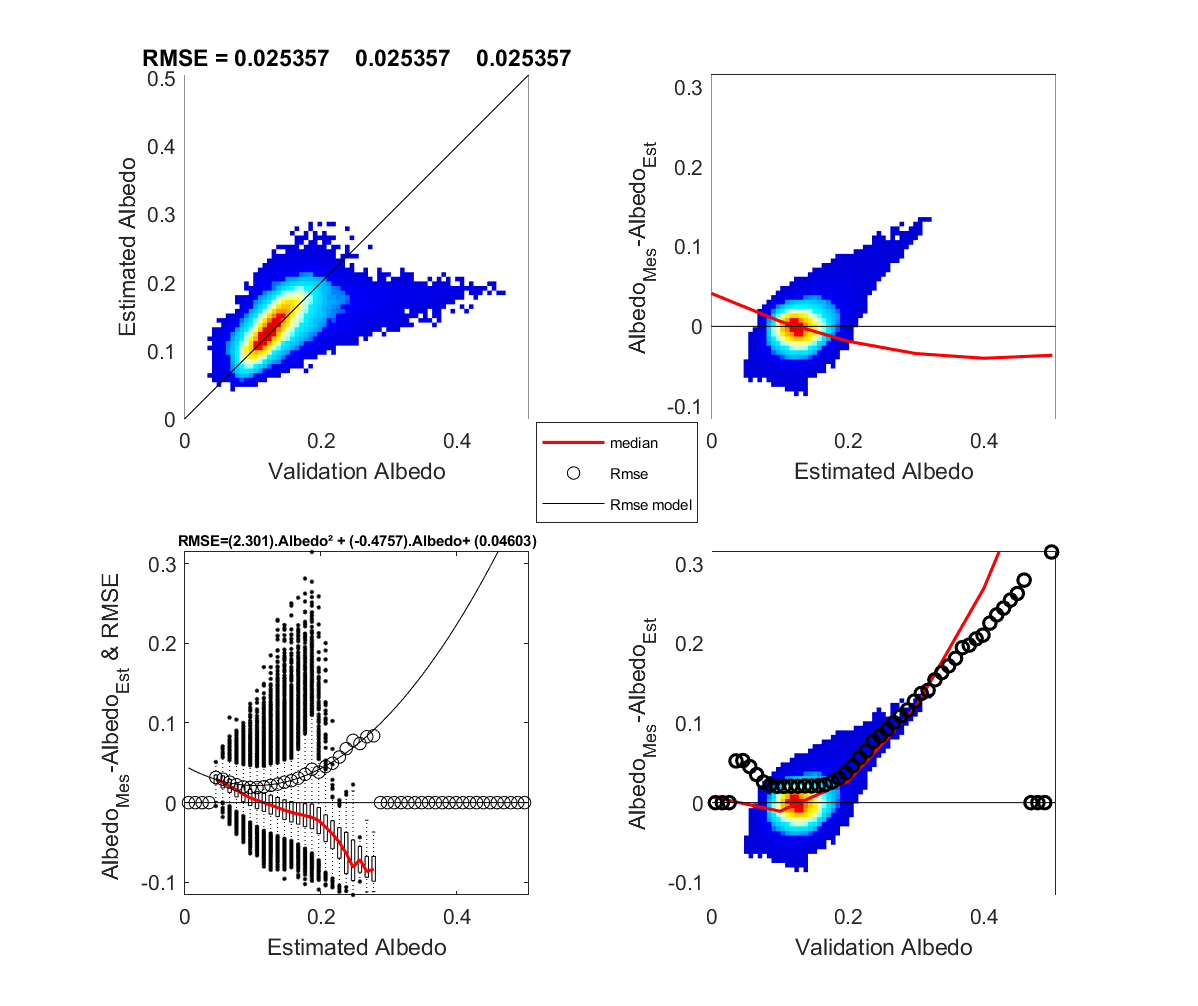 RMSE = 0.025357 0.025357 0.025357
0.5
0.4
0.3
0.2
0.1
0
Estimated Albedo
0 0.2 0.4
Validation Albedo
0.3
0.2
0.1
0
-0.1
Albedo_Mes-Albedo_Est
0 0.2 0.4
Estimated Albedo
median
Rmse
Rmse model
RMSE=(2.301).Albedo² + (-0.4757).Albedo+ (0.04603)
0.3
0.2
0.1
0
-0.1
Albedo_Mes-Albedo_Est & RMSE
0 0.2 0.4
Estimated Albedo
0.3
0.2
0.1
0
-0.1
Albedo_Mes-Albedo_Est
0 0.2 0.4
Validation Albedo